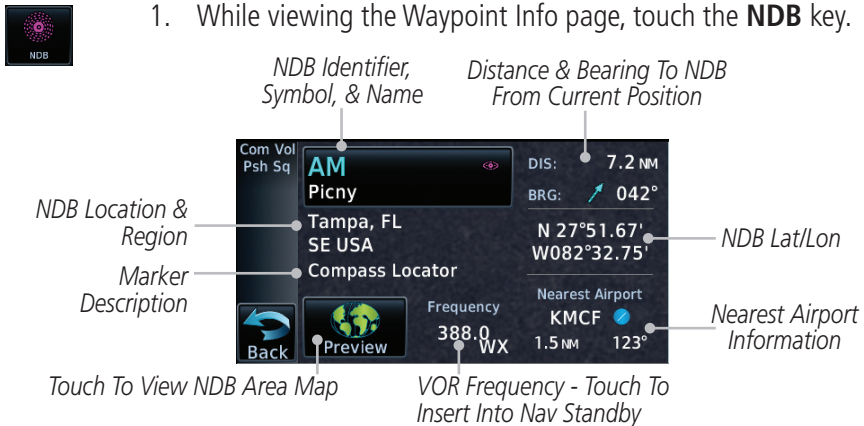 NDB
1. While viewing the Waypoint Info page, touch the NDB key.
NDB Identifier,
Symbol, & Name
Distance & Bearing To NDB
From Current Position
Com Vol
Psh Sq
AM
Picny
DIS: 7.2 NM
BRG: 042°
NDB Location &
Region
Tampa, FL
SE USA
N 27°51.67'
W082°32.75'
NDB Lat/Lon
Marker
Description
Compass Locator
Back
Preview
Frequency
388.0
WX
Nearest Airport
KMCF
1.5 NM 123°
Nearest Airport
Information
Touch To View NDB Area Map
VOR Frequency - Touch To
Insert Into Nav Standby